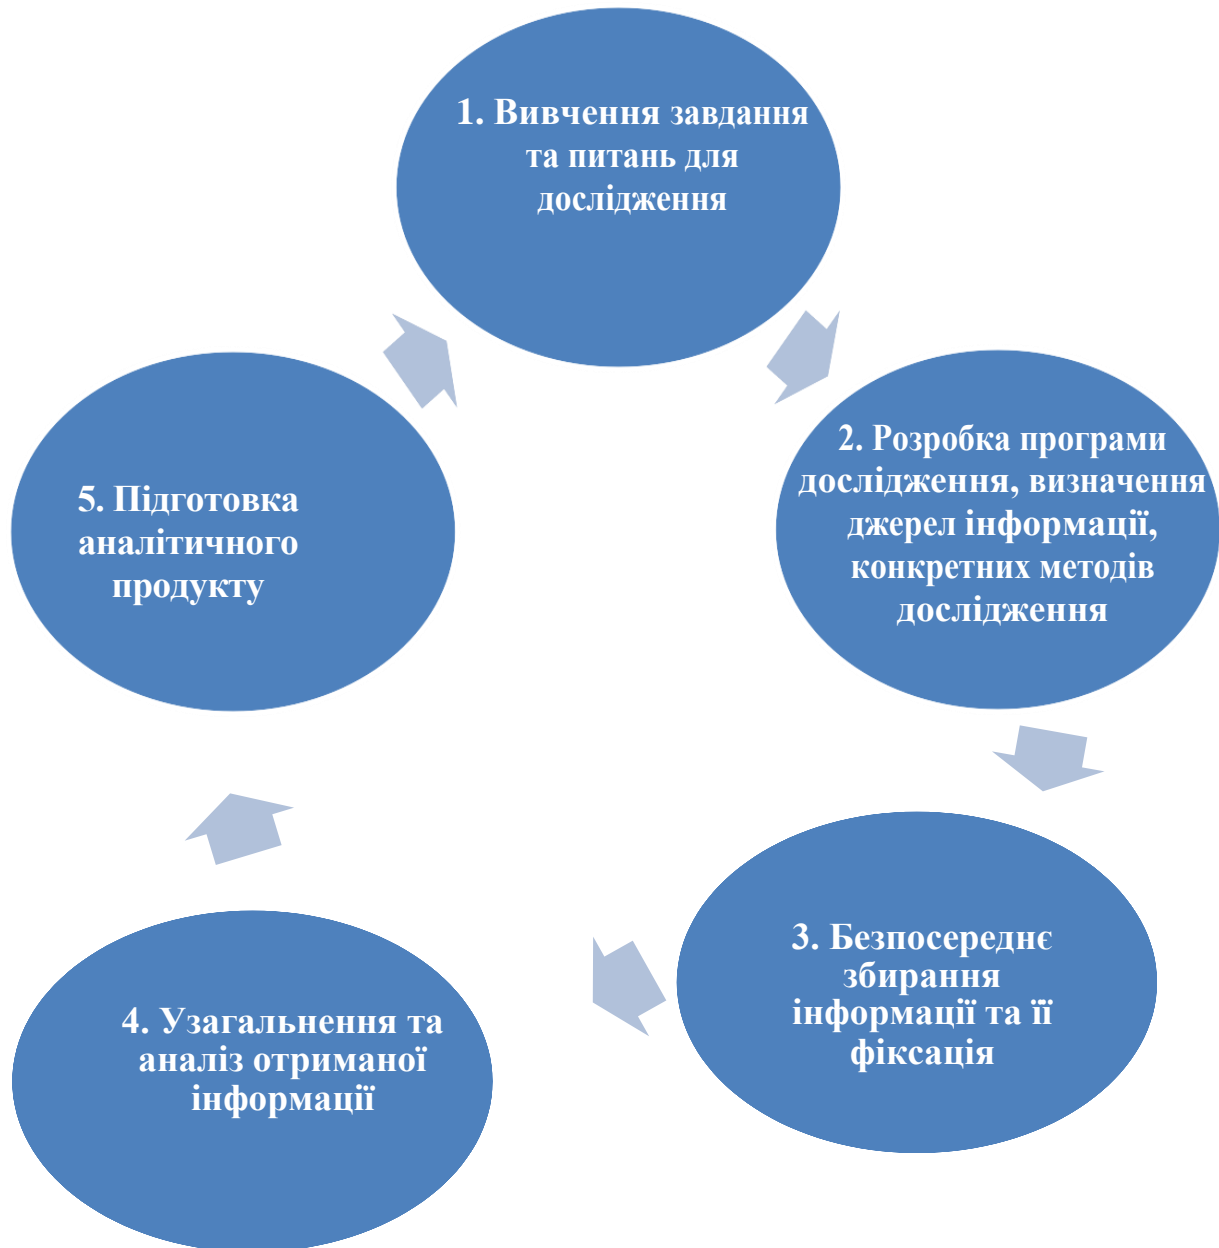 1. Вивчення завдання
та питань для
дослідження
2. Розробка програми
дослідження, визначення
джерел інформації,
конкретних методів
дослідження
3. Безпосереднє
збирання
інформації та її
фіксація
4. Узагальнення та
аналіз отриманої
інформації
5. Підготовка
аналітичного
продукту